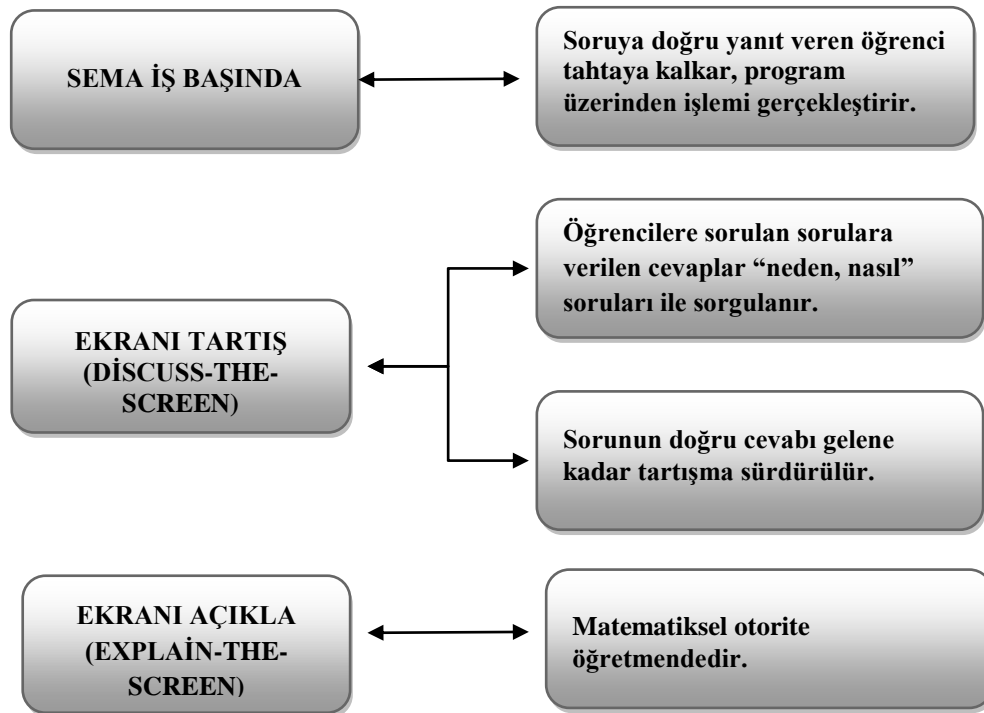 SEMA İŞ BAŞINDA
Soruya doğru yanıt veren öğrenci
tahtaya kalkar, program
üzerinden işlemi gerçekleştirir.
EKRANI TARTIŞ
(DİSCUSS-THE-
SCREEN)
Öğrencilere sorulan sorulara
verilen cevaplar “neden, nasıl”
soruları ile sorgulanır.
Sorunun doğru cevabı gelene
kadar tartışma sürdürülür.
EKRANI AÇIKLA
(EXPLAİN-THE-
SCREEN)
Matematiksel otorite
öğretmendedir.